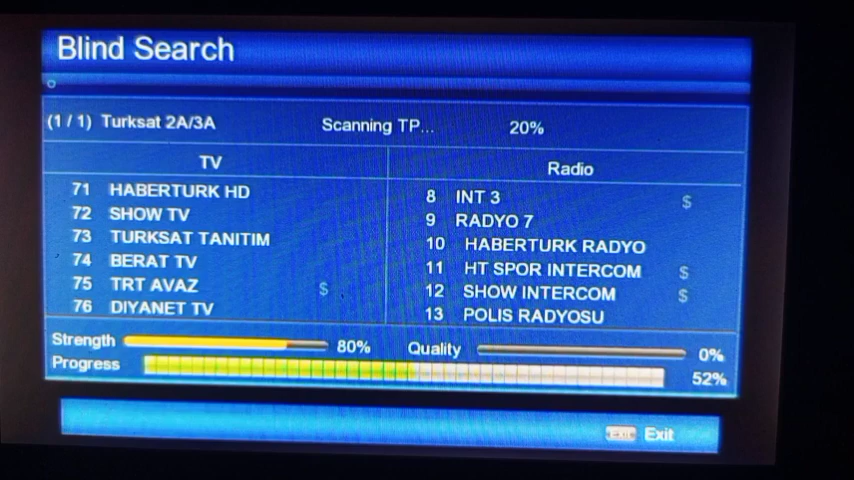 Blind Search
(1 / 1) Turksat 2A/3A Scanning TP... 20%
TV Radio
71 HABERTURK HD
72 SHOW TV
73 TURKSAT TANITIM
74 BERAT TV
75 TRT AVAZ $
76 DIYANET TV
8 INT 3 $
9 RADYO 7
10 HABERTURK RADYO
11 HT SPOR INTERCOM $
12 SHOW INTERCOM $
13 POLIS RADYOSU
Strength 80% Quality 0%
Progress 52%
EXIT Exit